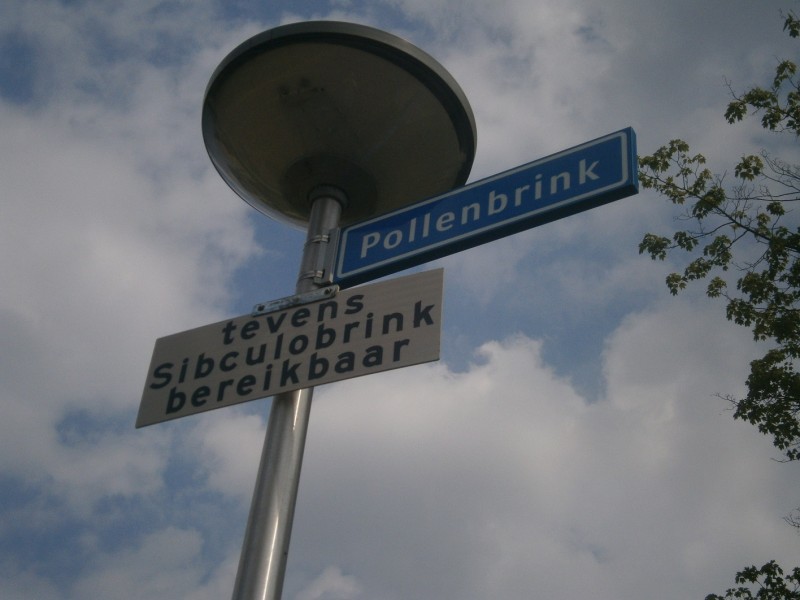 Pollenbrink
tevens
Sibculobrink
bereikbaar